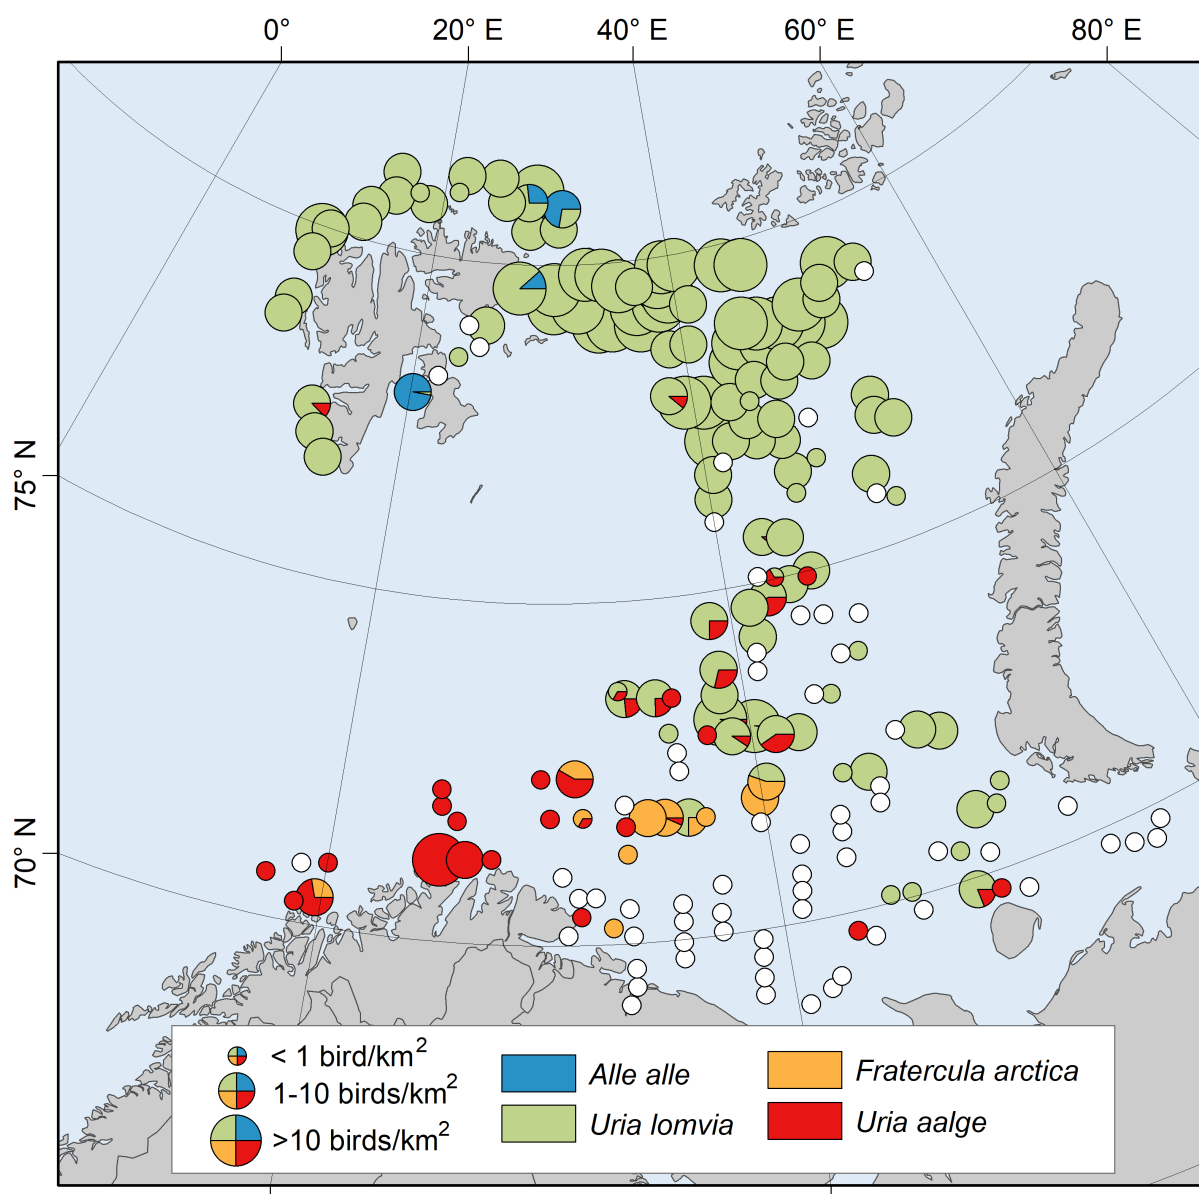 0° 20° E 40° E 60° E 80° E
75° N
70° N
< 1 bird/km²
1-10 birds/km²
>10 birds/km²
Alle alle
Uria lomvia
Fratercula arctica
Uria aalge